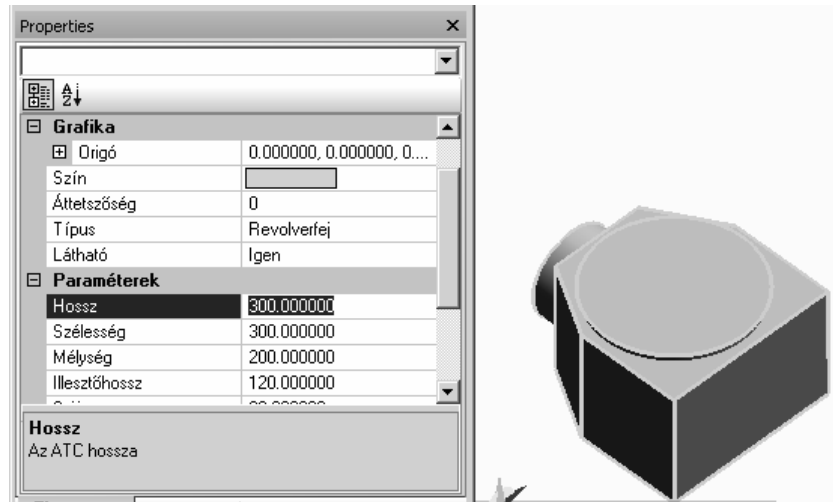 Properties
Grafika
Origó 0.000000, 0.000000, 0....
Szín
Áttetszőség 0
Típus Revolverfej
Látható Igen
Paraméterek
Hossz 300.000000
Szélesség 300.000000
Mélység 200.000000
Illesztőhossz 120.000000
Hossz
Az ATC hossza